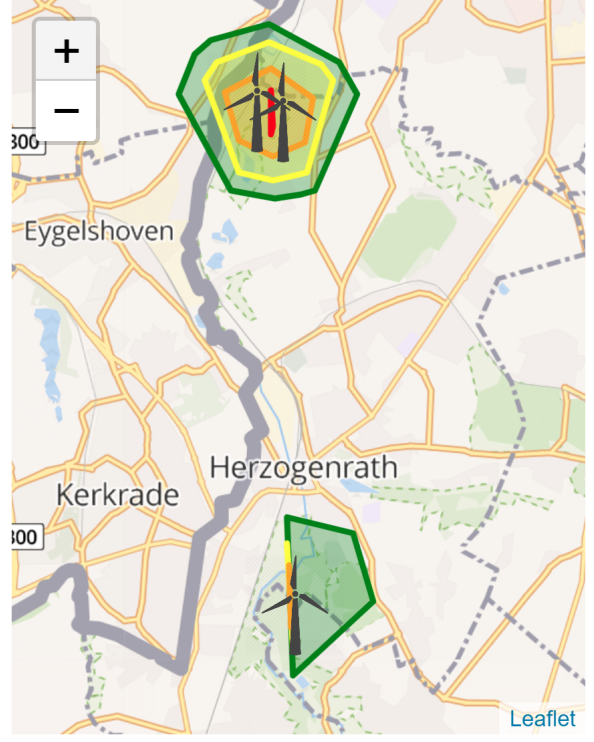 +
−
300
Eygelshoven
Herzogenrath
Kerkrade
300
Leaflet